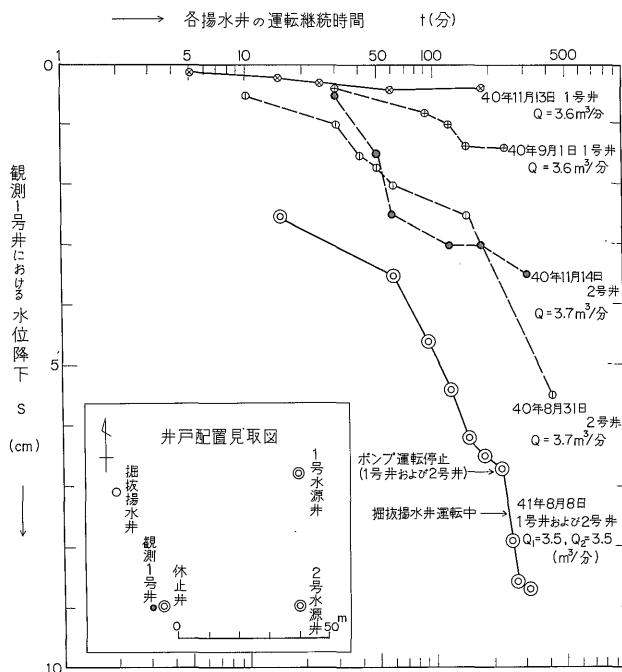 → 各揚水井の運転継続時間 t(分)
1 5 10 50 100 500
0
5
10
観測1号井における水位降下 S (cm) →
40年11月13日 1号井
Q = 3.6m³/分
40年9月1日 1号井
Q = 3.6m³/分
40年11月14日
2号井
Q = 3.7m³/分
40年8月31日
2号井
Q = 3.7m³/分
ポンプ運転停止
(1号井および2号井)
掘抜揚水井運転中→
41年8月8日
1号井および2号井
Q₁=3.5, Q₂=3.5
(m³/分)
井戸配置見取図
掘抜揚水井
1号水源井
観測1号井
休止井
2号水源井
0 50m